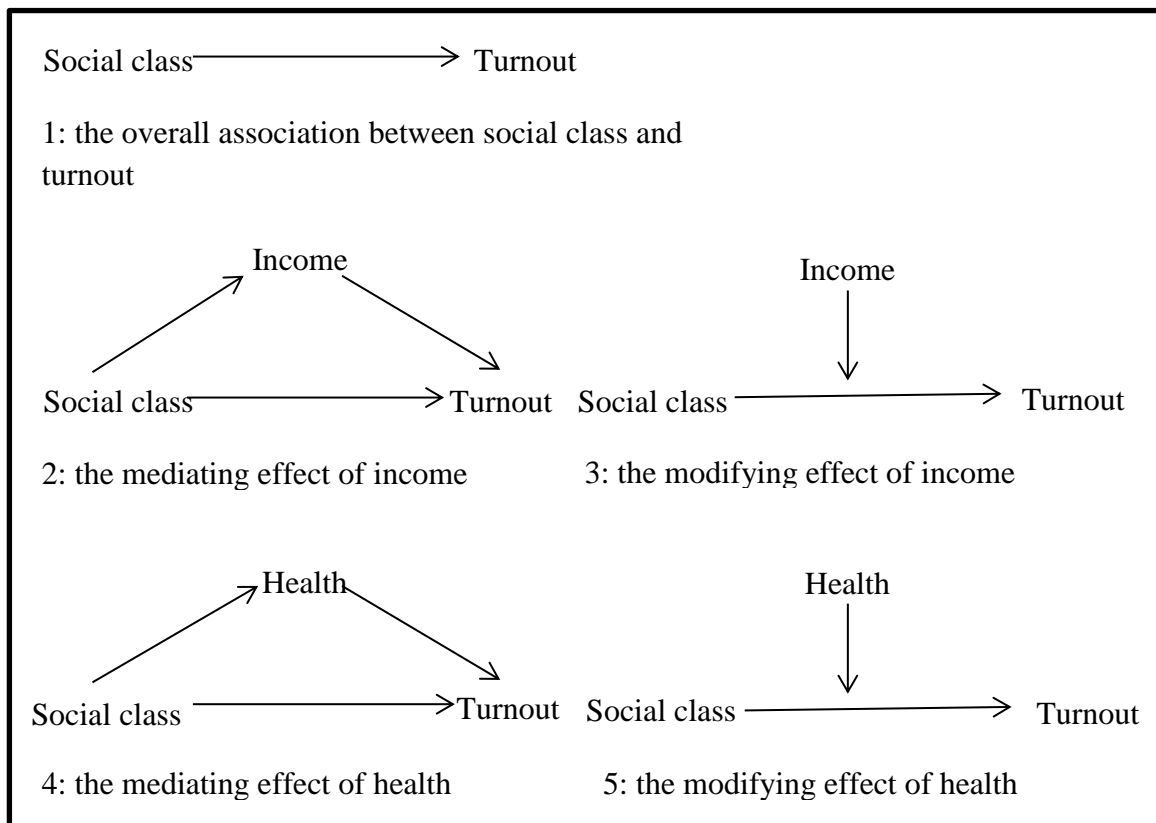 Social class Turnout
1: the overall association between social class and
turnout
Income
Social class Turnout
2: the mediating effect of income
Income
Social class Turnout
3: the modifying effect of income
Health
Social class Turnout
4: the mediating effect of health
Health
Social class Turnout
5: the modifying effect of health